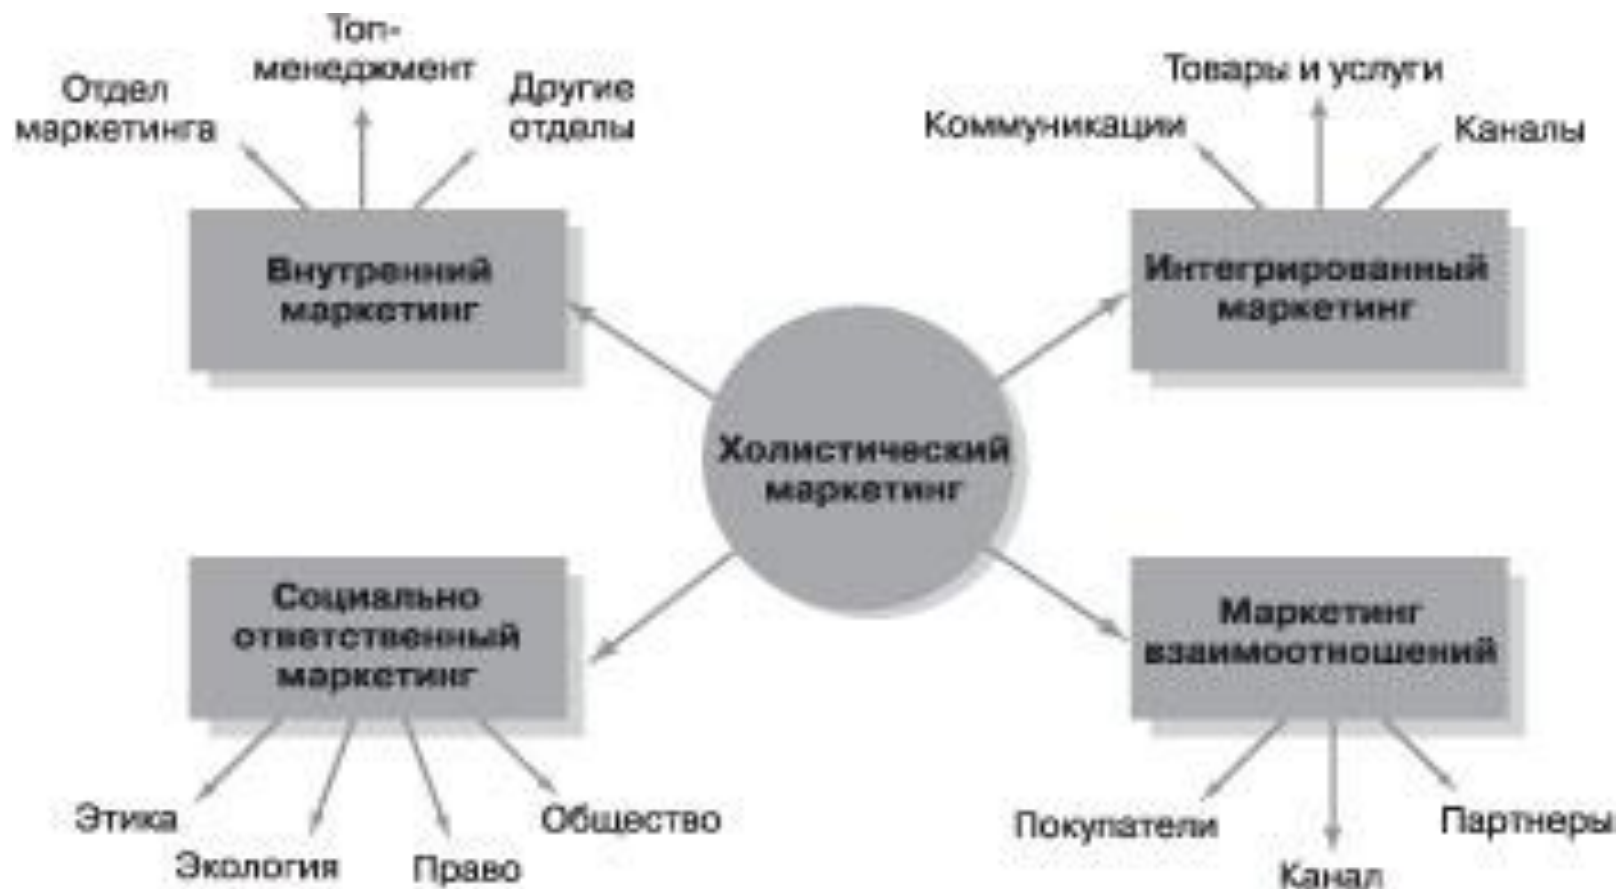 Топ-
менеджмент
Отдел
маркетинга
Другие
отделы
Внутренний
маркетинг
Товары и услуги
Коммуникации
Каналы
Интегрированный
маркетинг
Холистический
маркетинг
Социально
ответственный
маркетинг
Этика
Экология
Право
Общество
Маркетинг
взаимоотношений
Покупатели
Канал
Партнеры